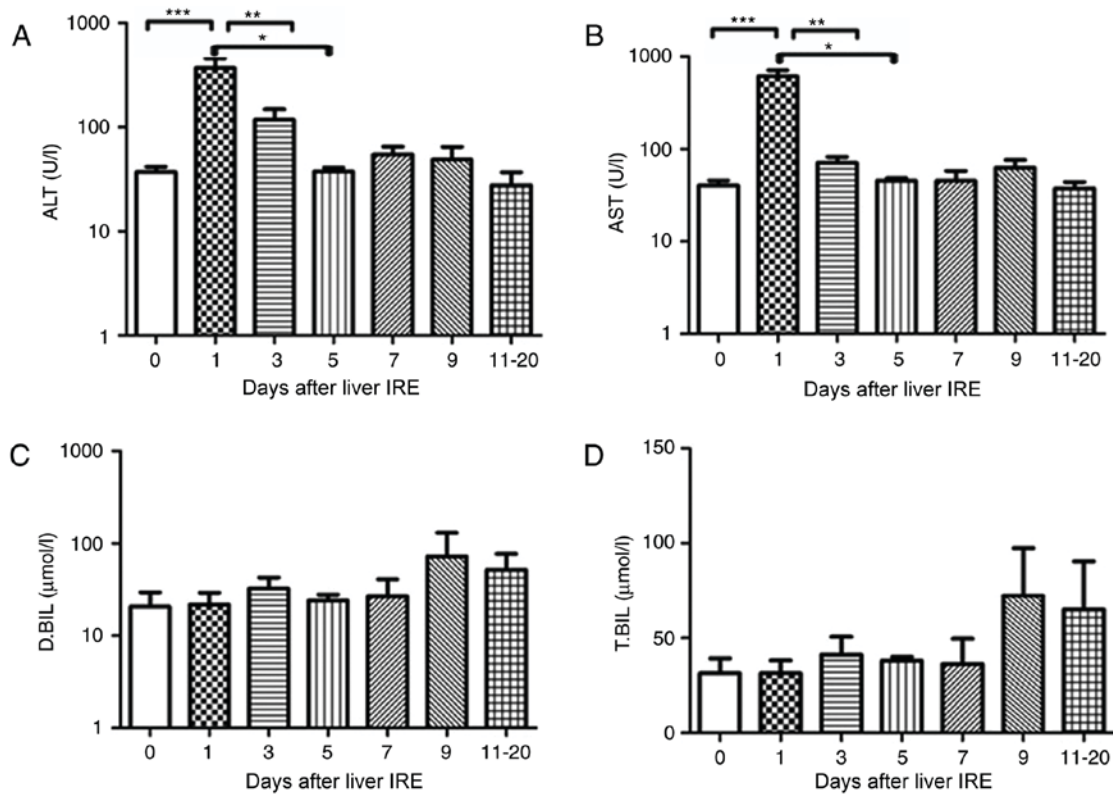 A
ALT (U/l)
1000
100
10
1
***
**
*
0 1 3 5 7 9 11-20
Days after liver IRE
B
AST (U/l)
1000
100
10
1
***
**
*
0 1 3 5 7 9 11-20
Days after liver IRE
C
D.BIL (µmol/l)
1000
100
10
1
0 1 3 5 7 9 11-20
Days after liver IRE
D
T.BIL (µmol/l)
150
100
50
0
0 1 3 5 7 9 11-20
Days after liver IRE